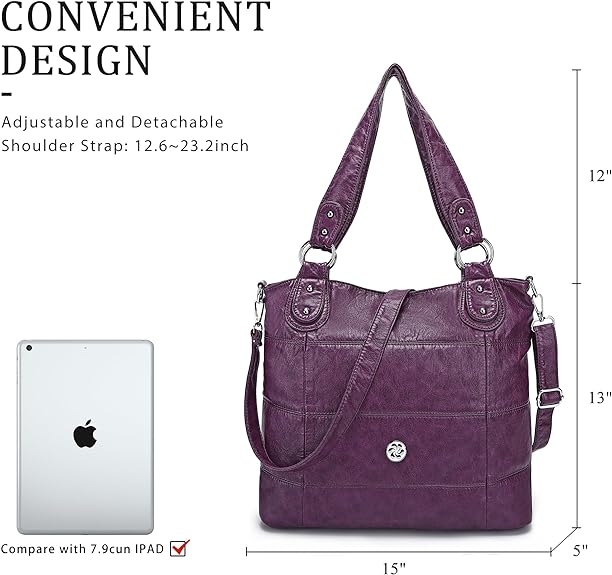 CONVENIENT
DESIGN
-
Adjustable and Detachable
Shoulder Strap: 12.6~23.2inch
12"
13"
Compare with 7.9cun IPAD
15"
5"